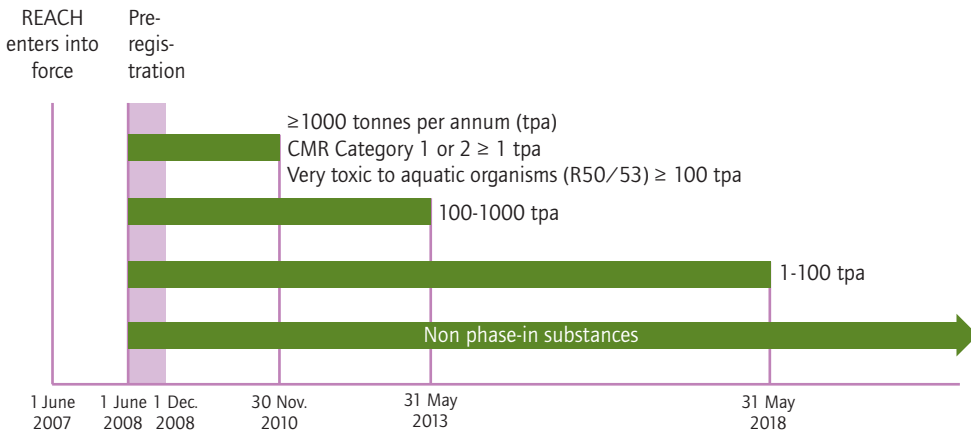 REACH
enters into
force
Pre-
regis-
tration
≥1000 tonnes per annum (tpa)
CMR Category 1 or 2 ≥ 1 tpa
Very toxic to aquatic organisms (R50/53) ≥ 100 tpa
100-1000 tpa
1-100 tpa
Non phase-in substances
1 June
2007
1 June
2008
1 Dec.
2008
30 Nov.
2010
31 May
2013
31 May
2018